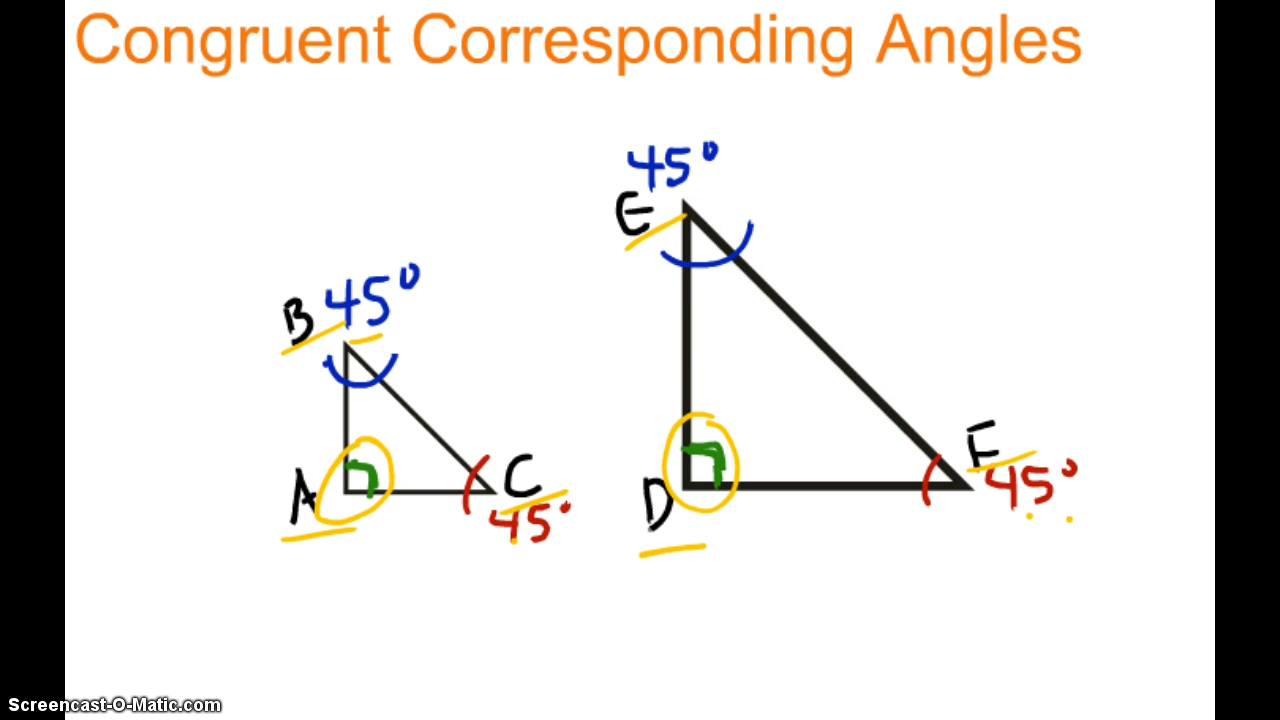 Congruent Corresponding Angles
45°
E
B 45°
A
C
45°
D
F
45°
Screencast-O-Matic.com